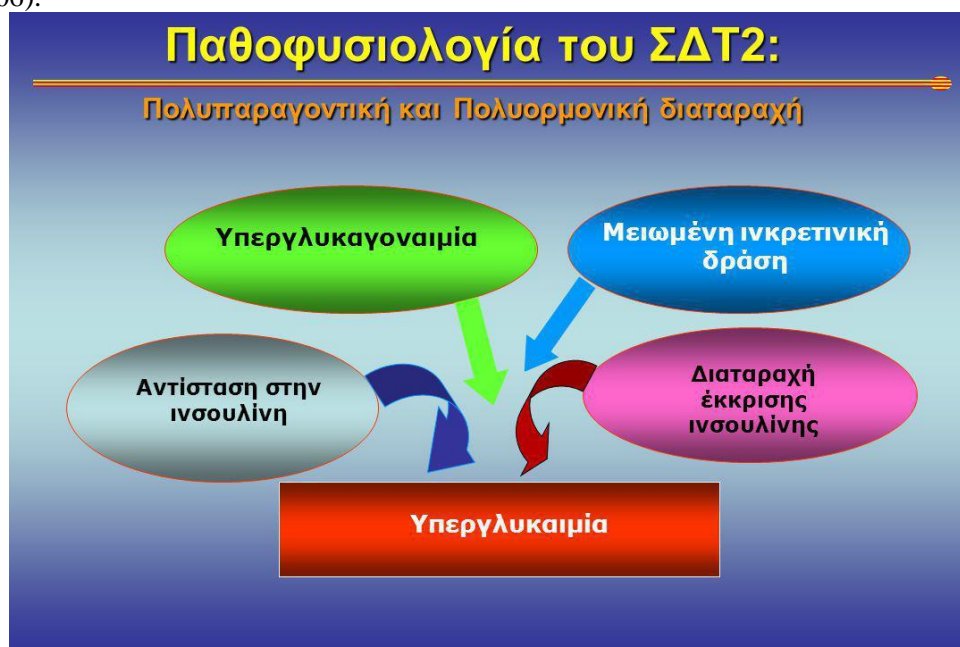 Παθοφυσιολογία του ΣΔΤ2:
Πολυπαραγοντική και Πολυορμονική διαταραχή
Υπεργλυκαγοναιμία
Μειωμένη ινκρετινική
δράση
Αντίσταση στην
ινσουλίνη
Διαταραχή
έκκρισης
ινσουλίνης
Υπεργλυκαιμία